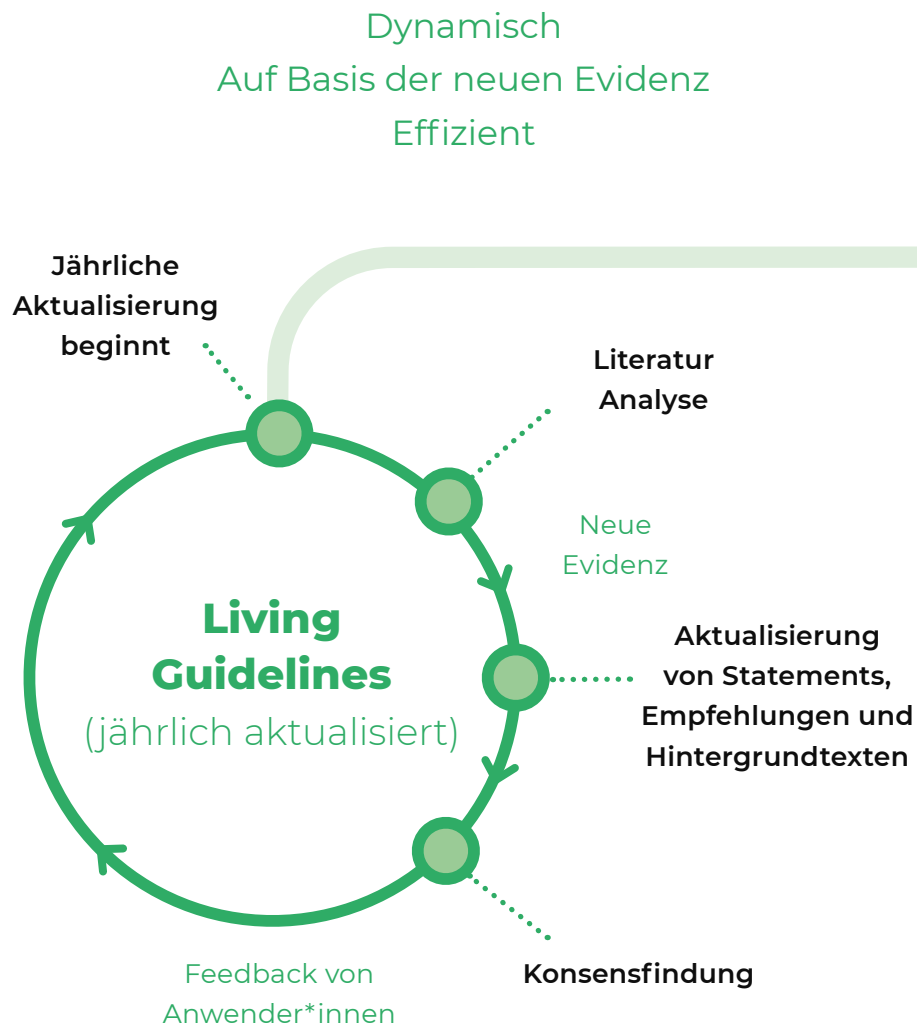 Dynamisch
Auf Basis der neuen Evidenz
Effizient
Jährliche
Aktualisierung
beginnt
Literatur
Analyse
Neue
Evidenz
Living
Guidelines
(jährlich aktualisiert)
Aktualisierung
von Statements,
Empfehlungen und
Hintergrundtexten
Konsensfindung
Feedback von
Anwender*innen